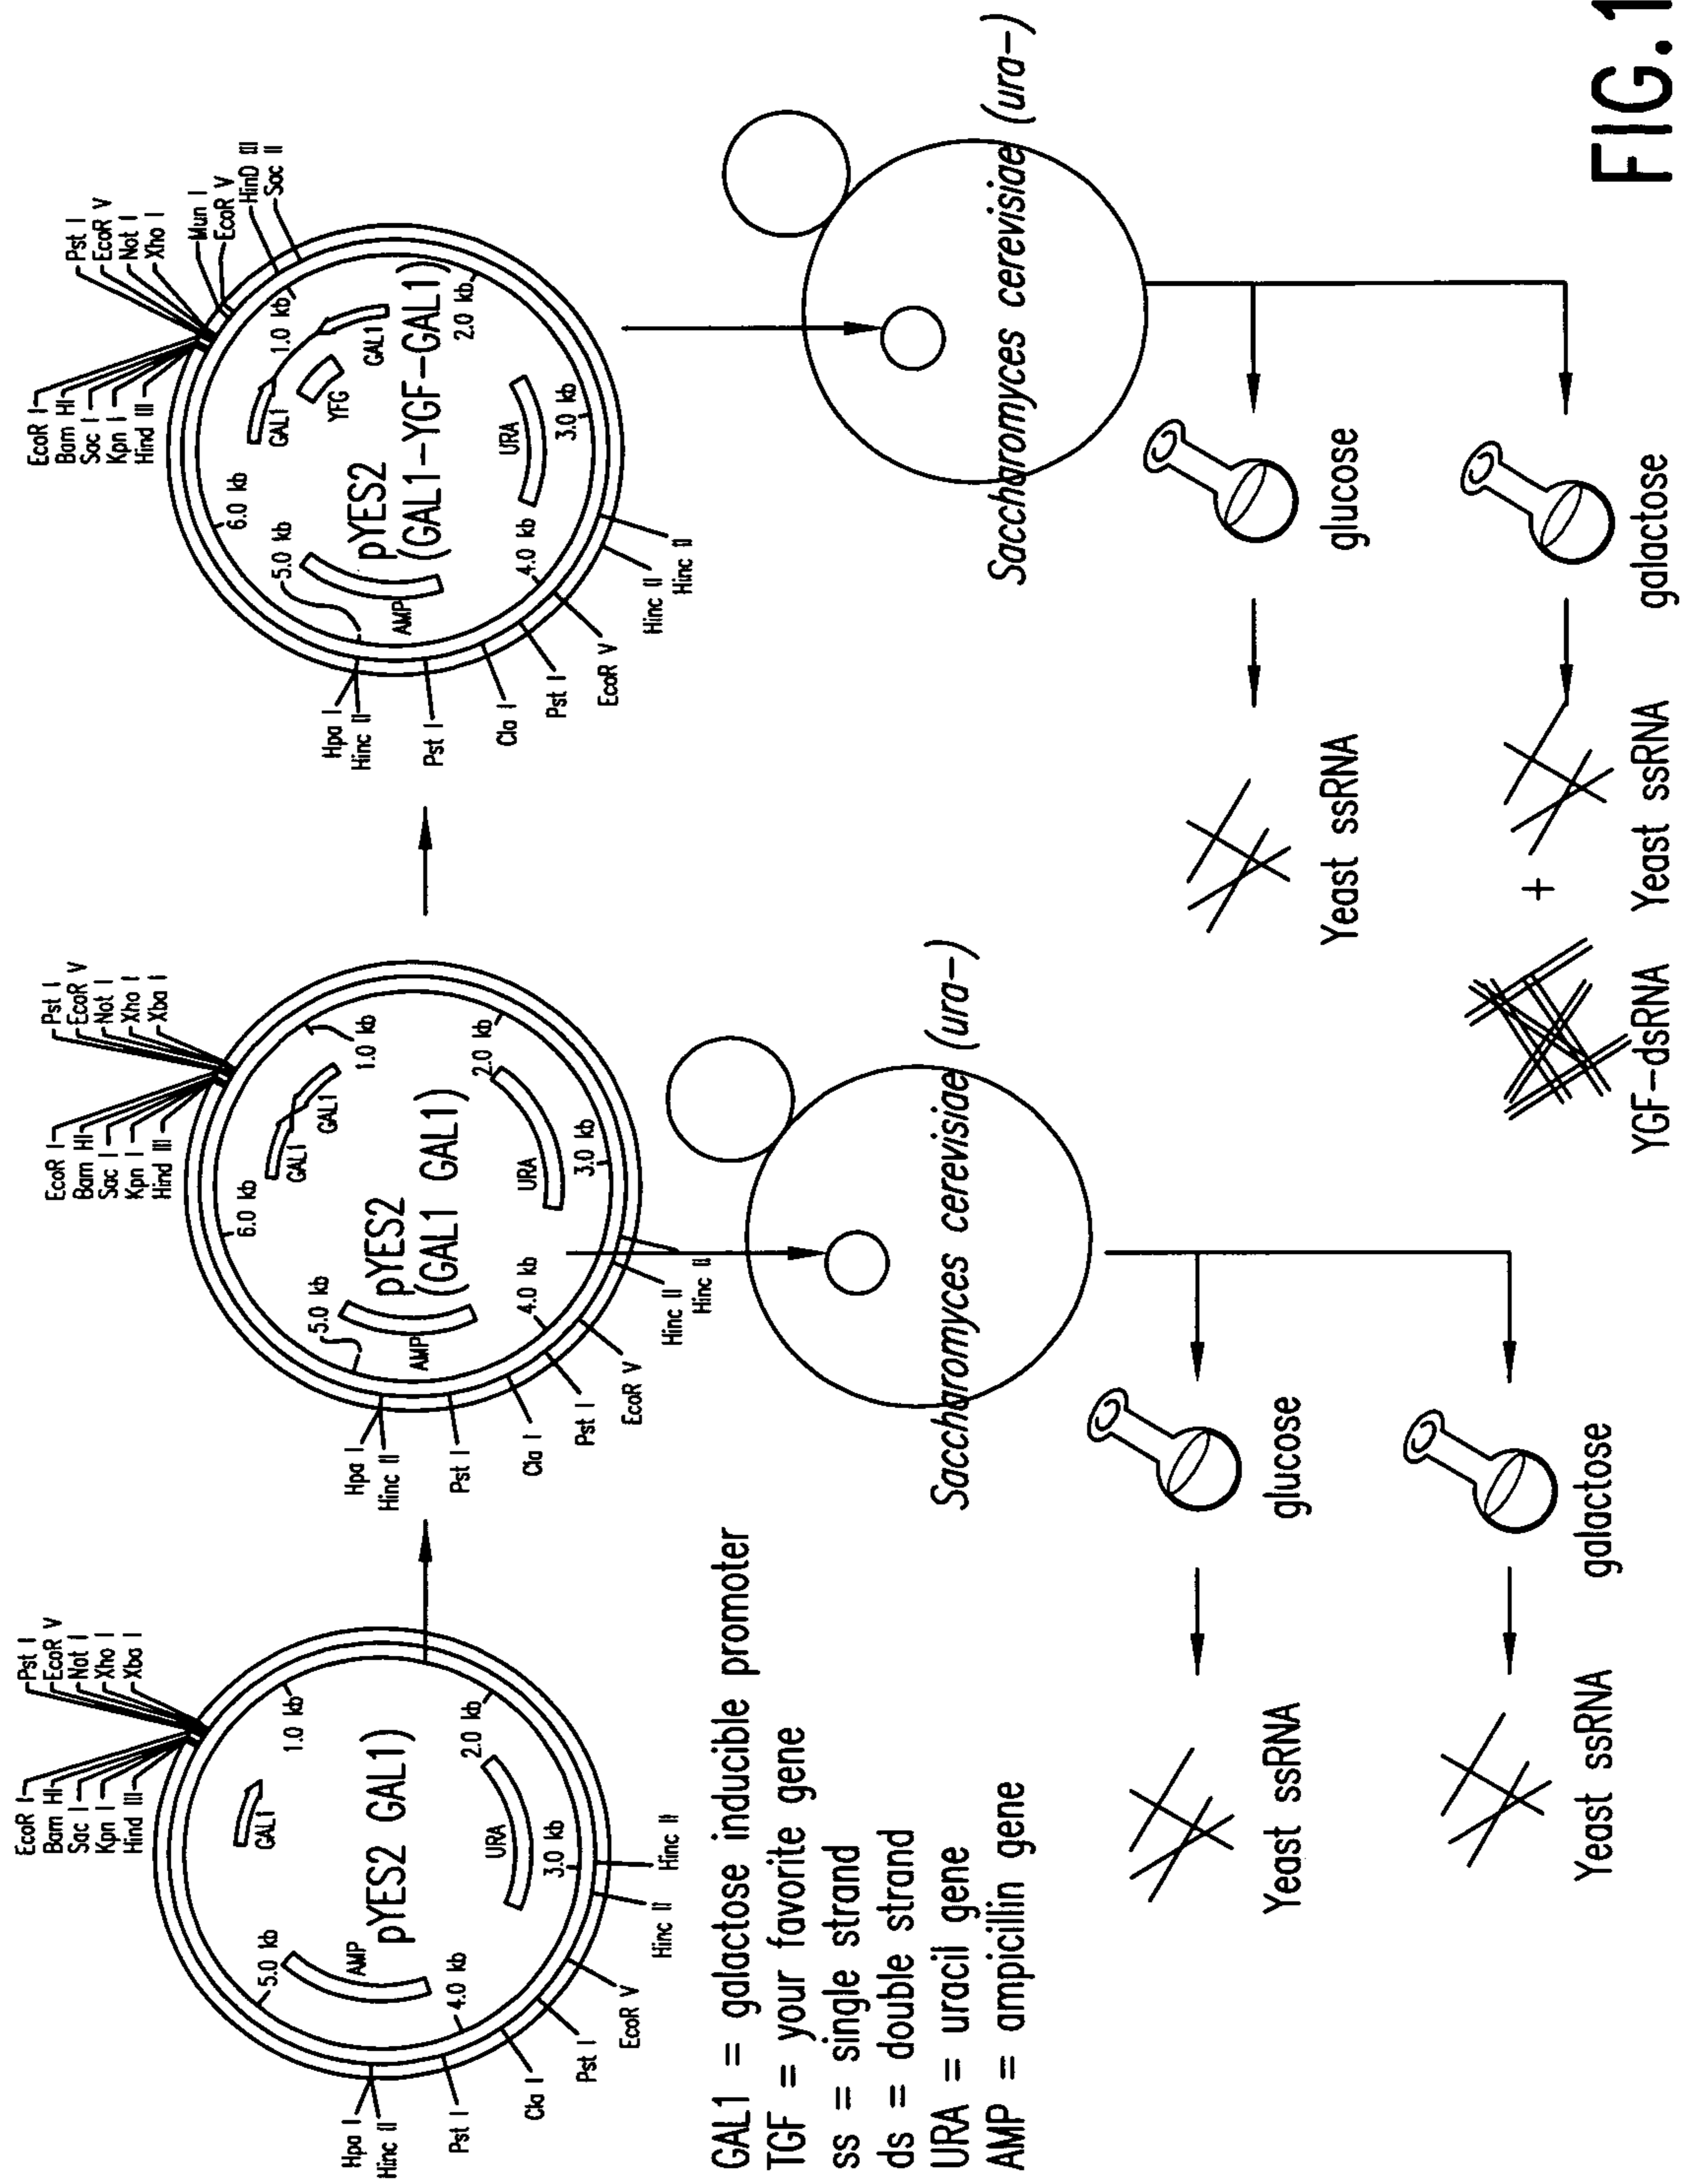 EcoR I
Bam HI
Sac I
Kpn I
Hind III
Pst I
EcoR V
Not I
Xho I
Xba I
GAL1
1.0 kb
5.0 kb
AMP
pYES2 GAL1)
2.0 kb
URA
4.0 kb
3.0 kb
Hpa I
Hinc II
Pst I
Cla I
Pst I
EcoR V
Hinc II
Hinc II
EcoR I
Bam HI
Sac I
Kpn I
Hind III
Pst I
EcoR V
Not I
Xho I
Xba I
6.0 kb
GAL1
GAL1
1.0 kb
5.0 kb
AMP
pYES2
(GAL1 GAL1)
2.0 kb
URA
4.0 kb
3.0 kb
Hpa I
Hinc II
Pst I
Cla I
Pst I
EcoR V
Hinc II
Hinc II
EcoR I
Bam HI
Sac I
Kpn I
Hind III
Pst I
EcoR V
Not I
Xho I
Mun I
EcoR V
HinD III
Sac II
6.0 kb
GAL1
YFG
1.0 kb
GAL1
5.0 kb
AMP
pYES2
(GAL1-YGF-GAL1)
2.0 kb
URA
4.0 kb
3.0 kb
Hpa I
Hinc II
Pst I
Cla I
Pst I
EcoR V
Hinc II
Hinc II
GAL1 = galactose inducible promoter
TGF = your favorite gene
ss = single strand
ds = double strand
URA = uracil gene
AMP = ampicillin gene
Saccharomyces cerevisiae (ura-)
glucose
Yeast ssRNA
galactose
Yeast ssRNA
Saccharomyces cerevisiae (ura-)
glucose
Yeast ssRNA
galactose
YGF-dsRNA + Yeast ssRNA
FIG.1